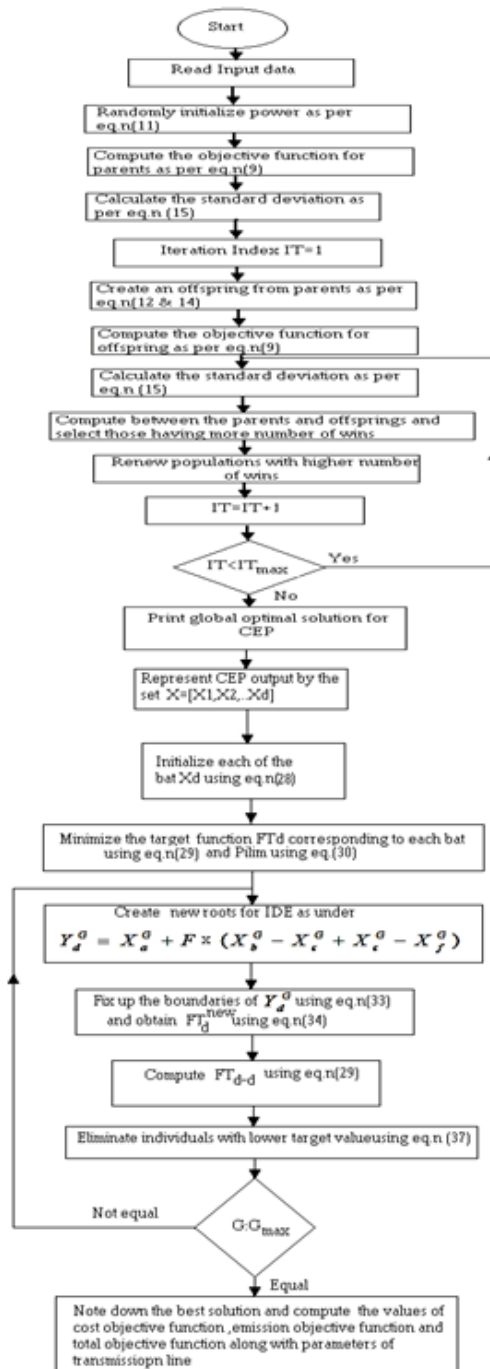 Start
Read Input data
Randomly initialize power as per
eq.n(11)
Compute the objective function for
parents as per eq.n(9)
Calculate the standard deviation as
per eq.n (15)
Iteration Index IT=1
Create an offspring from parents as per
eq.n(12 & 14)
Compute the objective function for
offspring as per eq.n(9)
Calculate the standard deviation as per
eq.n (15)
Compute between the parents and offsprings and
select those having more number of wins
Renew populations with higher number
of wins
IT=IT+1
IT<ITmax
Yes
No
Print global optimal solution for
CEP
Represent CEP output by the
set X=[X1,X2,..Xd]
Initialize each of the
bat Xd using eq.n(28)
Minimize the target function FTd corresponding to each bat
using eq.n(29) and Pilim using eq.(30)
Create new roots for IDE as under
Y_d^G = X_a^G + F × (X_b^G − X_c^G + X_e^G − X_f^G)
Fix up the boundaries of Y_d^G using eq.n(33)
and obtain FT_d^new using eq.n(34)
Compute FTd-d using eq.n(29)
Eliminate individuals with lower target valueusing eq.n (37)
Not equal
G:Gmax
Equal
Note down the best solution and compute the values of
cost objective function ,emission objective function and
total objective function along with parameters of
transmissiopn line